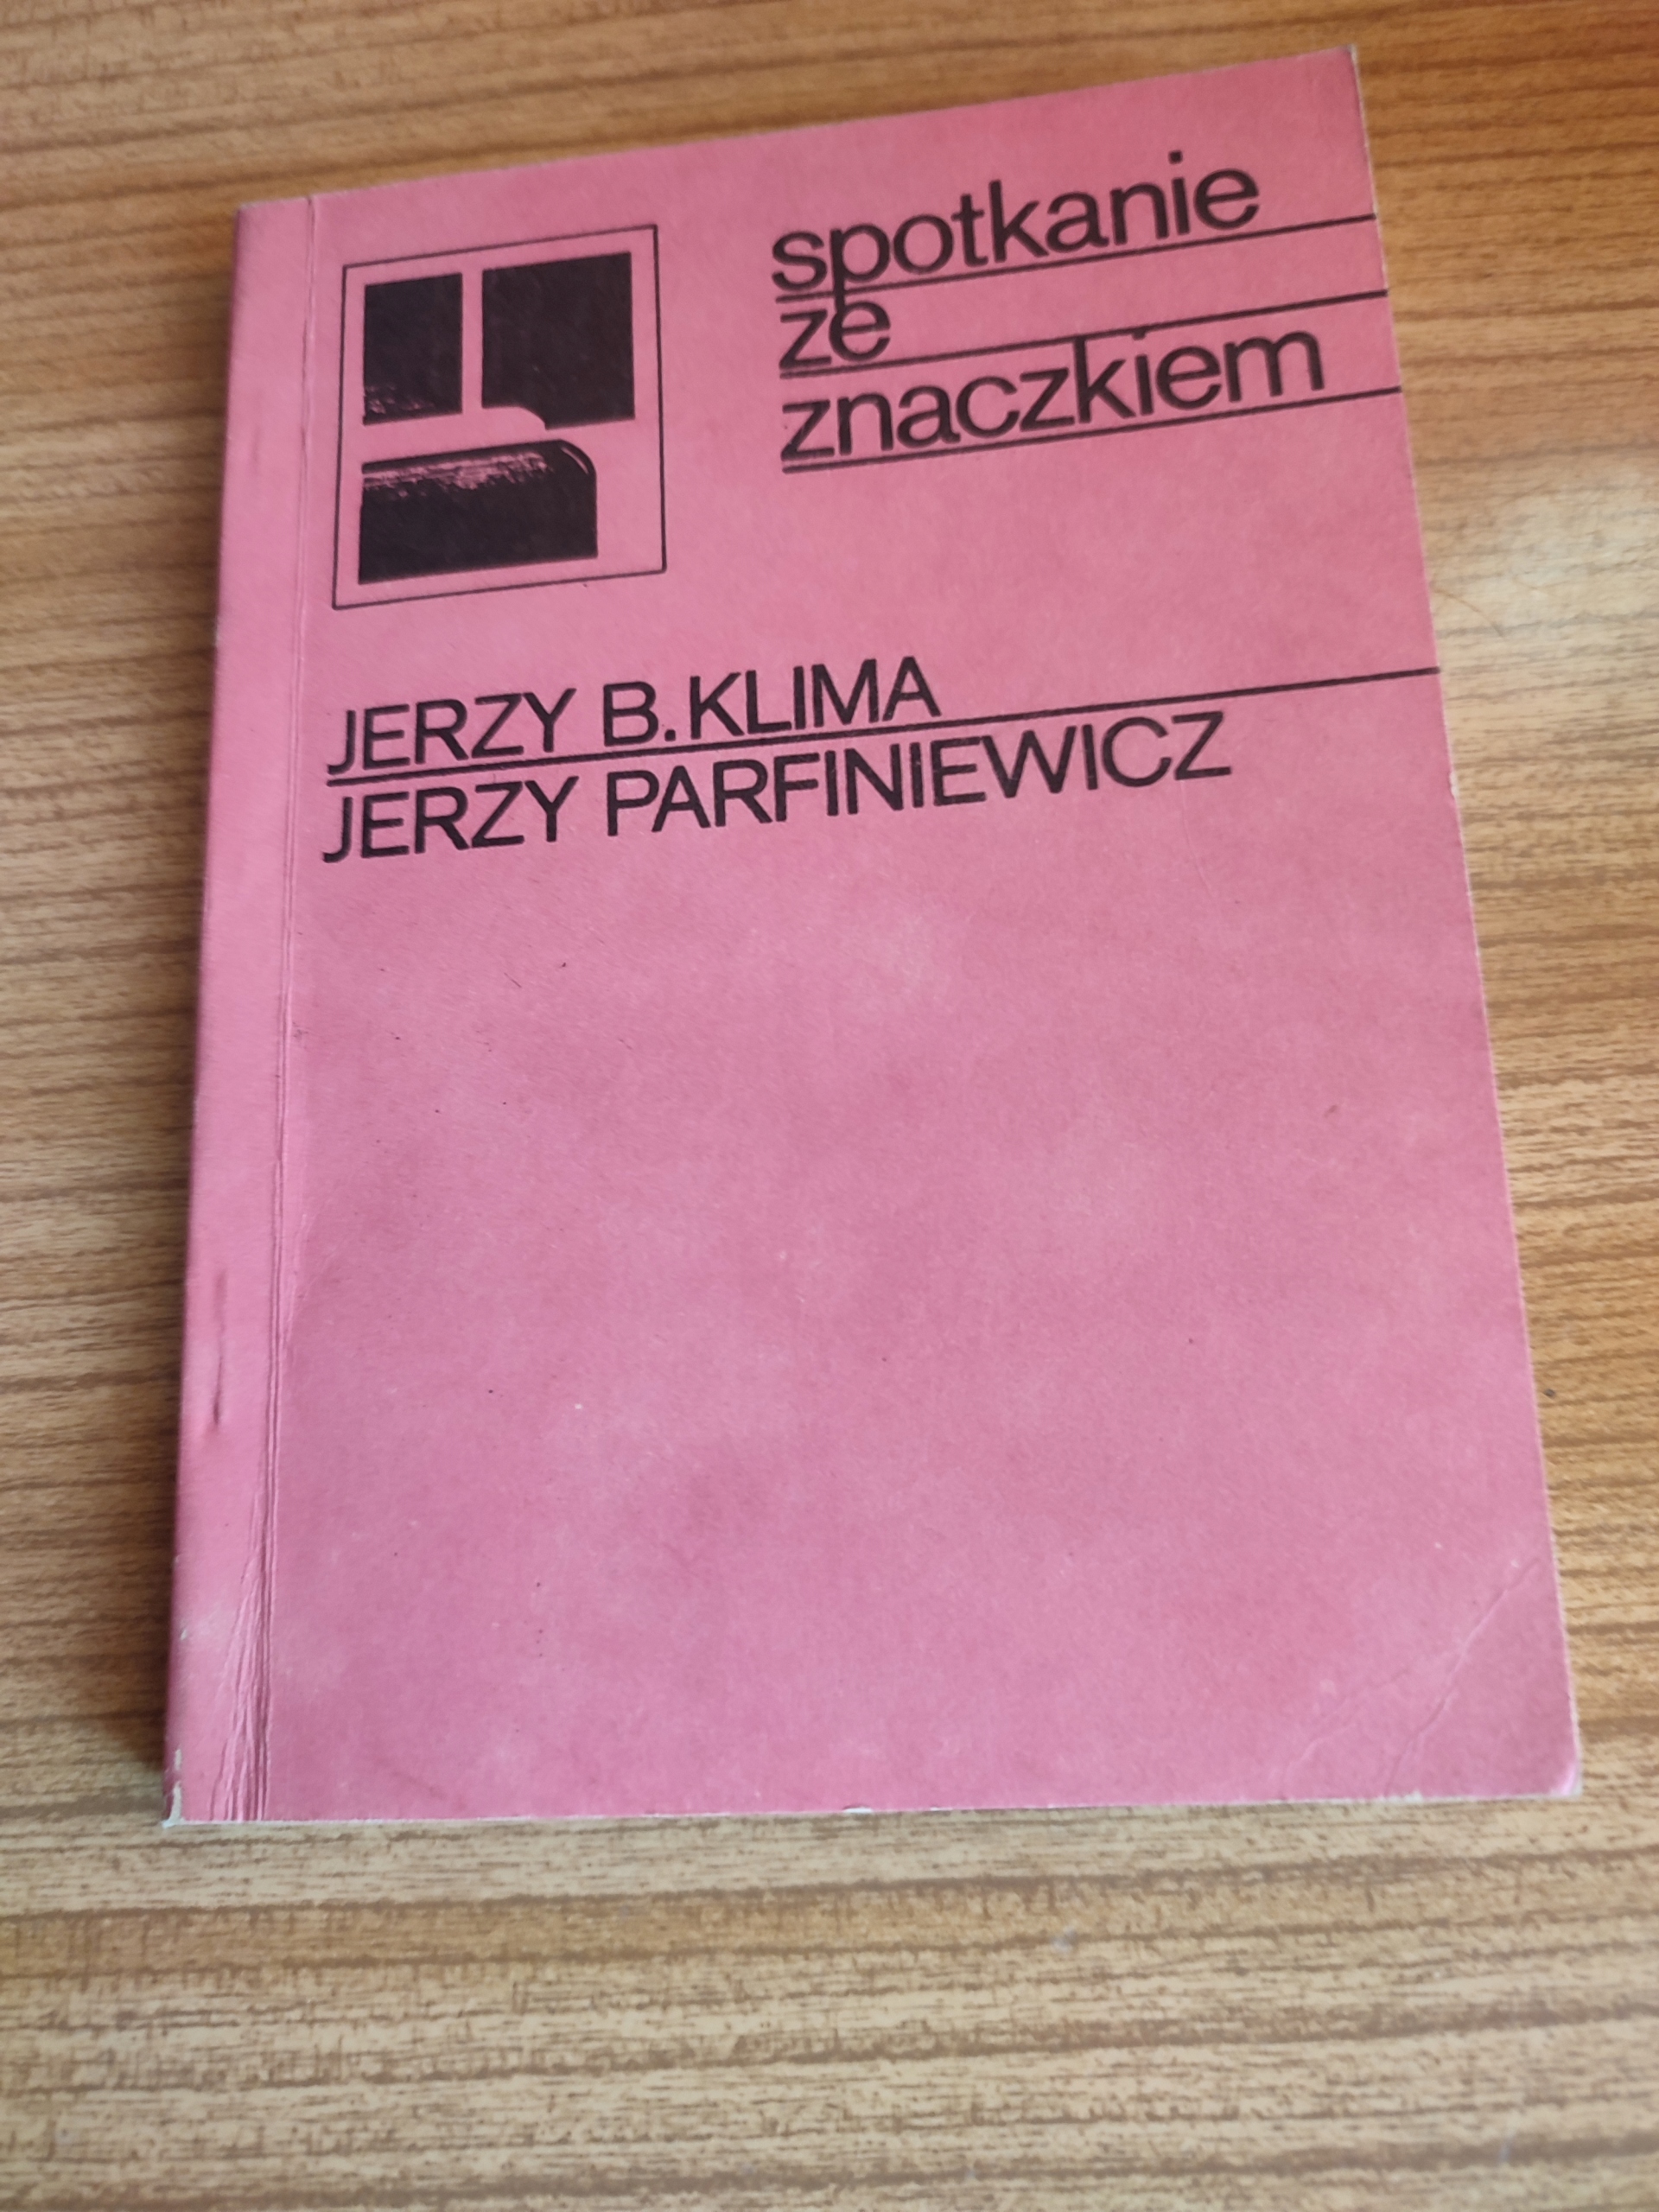 spotkanie
ze
znaczkiem
JERZY B. KLIMA
JERZY PARFINIEWICZ